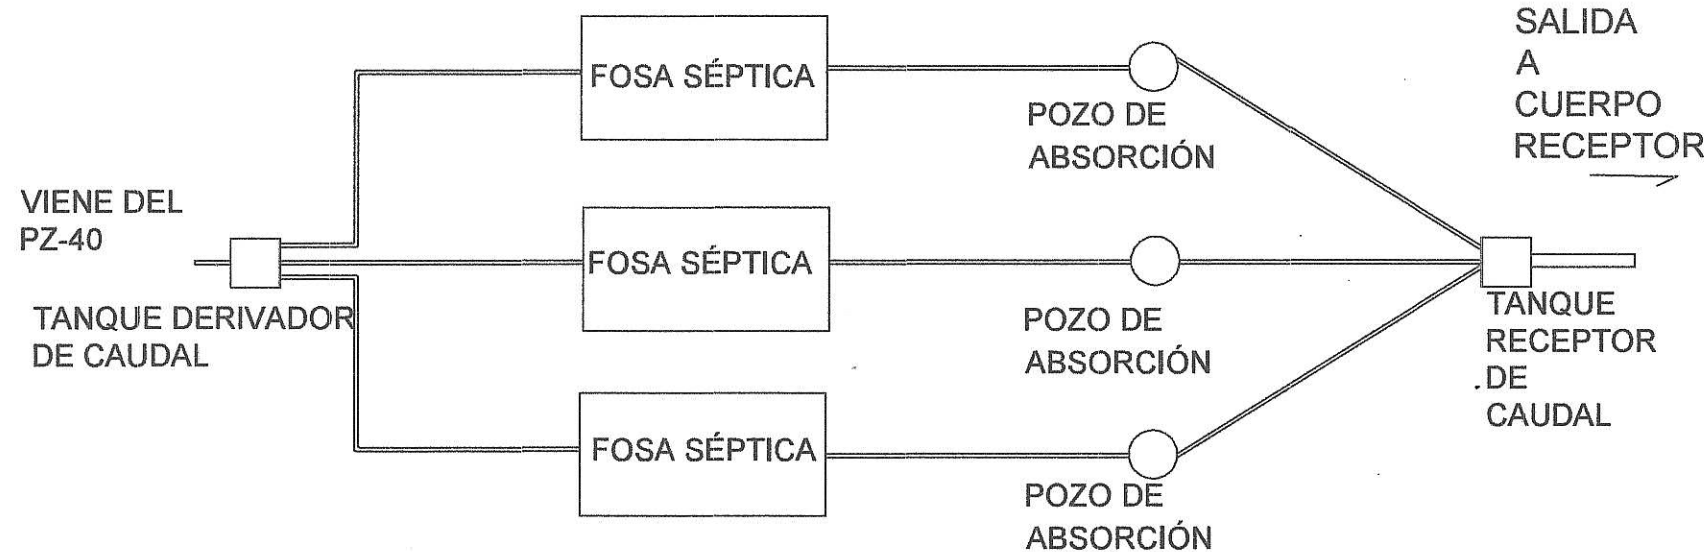 SALIDA
A
CUERPO
RECEPTOR
FOSA SÉPTICA
POZO DE
ABSORCIÓN
VIENE DEL
PZ-40
TANQUE DERIVADOR
DE CAUDAL
FOSA SÉPTICA
POZO DE
ABSORCIÓN
TANQUE
RECEPTOR
DE
CAUDAL
FOSA SÉPTICA
POZO DE
ABSORCIÓN